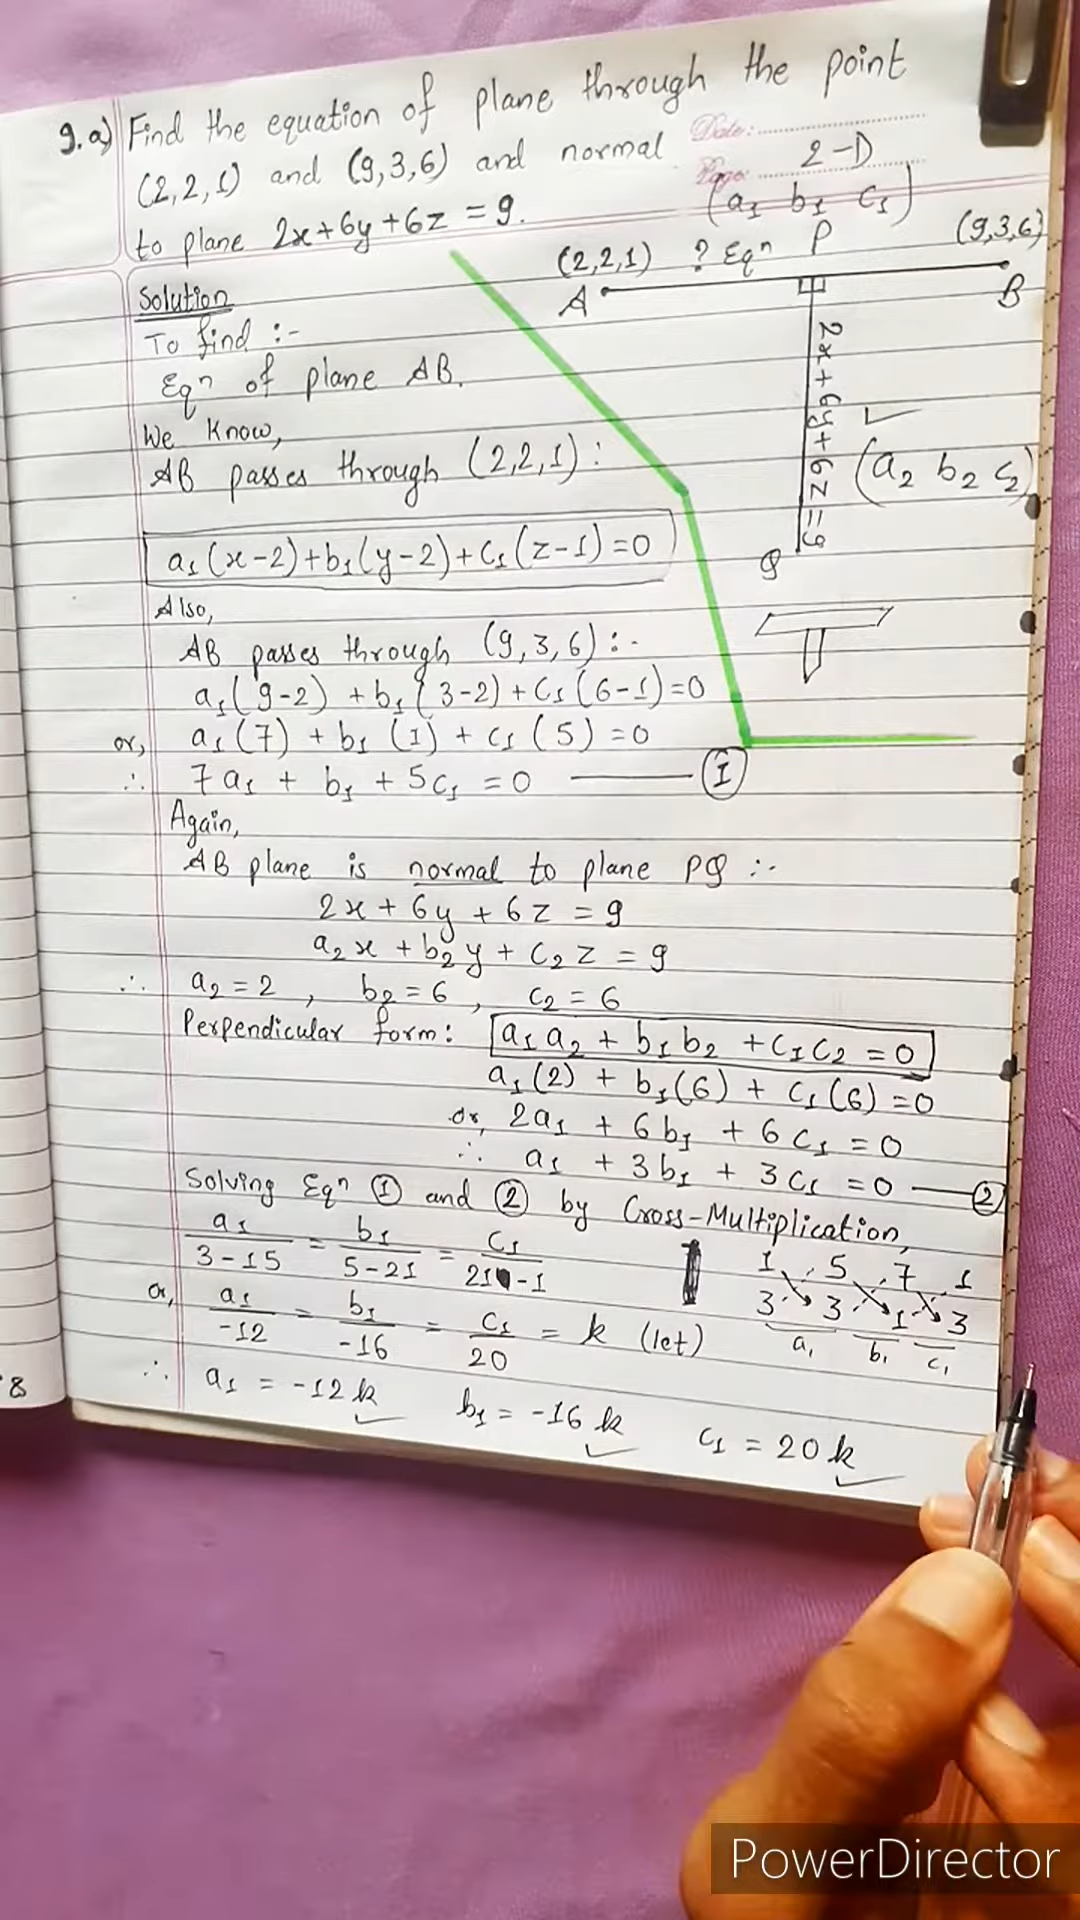 9.a) Find the equation of plane through the point
(2,2,1) and (9,3,6) and normal
to plane 2x+6y+6z = 9.
Date:
Page:
2-D
(a₁ b₁ c₁)
(2,2,1) ? Eqⁿ P (9,3,6)
A B
2x+6y+6z=9
(a₂ b₂ c₂)
Q
Solution
To find :-
Eqⁿ of plane AB.
We know,
AB passes through (2,2,1) :
a₁(x-2)+b₁(y-2)+c₁(z-1)=0
Also,
AB passes through (9,3,6) :-
a₁(9-2) +b₁(3-2)+c₁(6-1)=0
or, a₁(7) + b₁ (1) + c₁ (5) =0
∴ 7a₁ + b₁ + 5c₁ = 0 —— (I)
Again,
AB plane is normal to plane PQ :-
2x+6y+6z = 9
a₂x+b₂y+c₂z = 9
∴ a₂=2 , b₂=6 , c₂=6
Perpendicular form: a₁a₂ + b₁b₂ +c₁c₂ =0
a₁(2) + b₁(6) + c₁(6) =0
or, 2a₁ + 6b₁ + 6c₁ =0
∴ a₁ + 3b₁ + 3c₁ =0 —— (2)
Solving Eqⁿ (1) and (2) by Cross-Multiplication,
a₁/(3-15) = b₁/(5-21) = c₁/(21-1)
1 5 7 1
3 3 1 3
a₁ b₁ c₁
or, a₁/-12 = b₁/-16 = c₁/20 = k (let)
∴ a₁ = -12k b₁ = -16k c₁ = 20k
8
PowerDirector